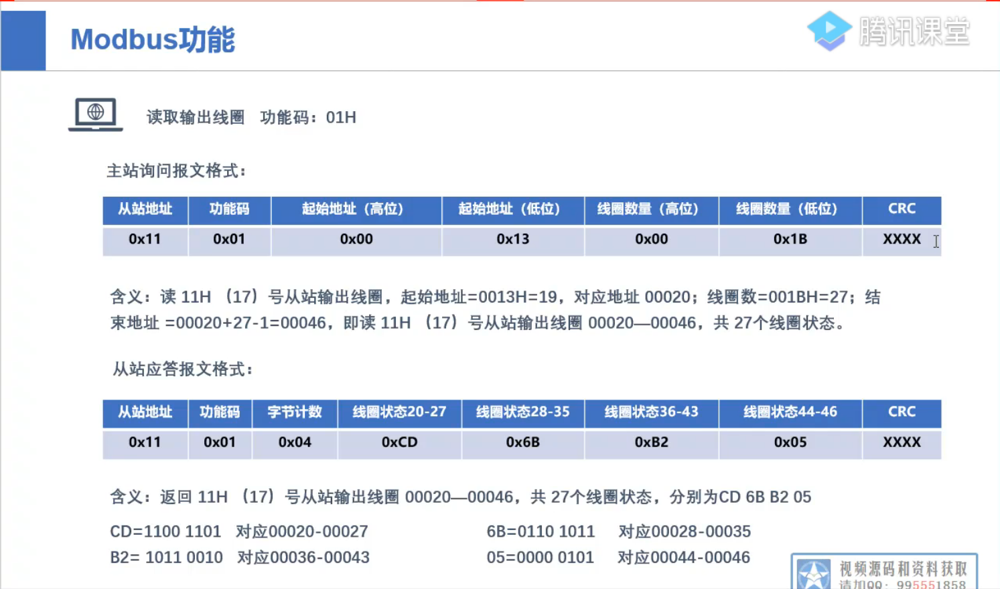 Modbus功能
腾讯课堂
读取输出线圈 功能码：01H
主站询问报文格式：
从站地址 功能码 起始地址（高位） 起始地址（低位） 线圈数量（高位） 线圈数量（低位） CRC
0x11 0x01 0x00 0x13 0x00 0x1B XXXX
含义：读 11H （17）号从站输出线圈，起始地址=0013H=19，对应地址 00020；线圈数=001BH=27；结
束地址 =00020+27-1=00046，即读 11H （17）号从站输出线圈 00020—00046，共 27个线圈状态。
从站应答报文格式：
从站地址 功能码 字节计数 线圈状态20-27 线圈状态28-35 线圈状态36-43 线圈状态44-46 CRC
0x11 0x01 0x04 0xCD 0x6B 0xB2 0x05 XXXX
含义：返回 11H （17）号从站输出线圈 00020—00046，共 27个线圈状态，分别为CD 6B B2 05
CD=1100 1101 对应00020-00027 6B=0110 1011 对应00028-00035
B2= 1011 0010 对应00036-00043 05=0000 0101 对应00044-00046
视频源码和资料获取
请加QQ：995551858